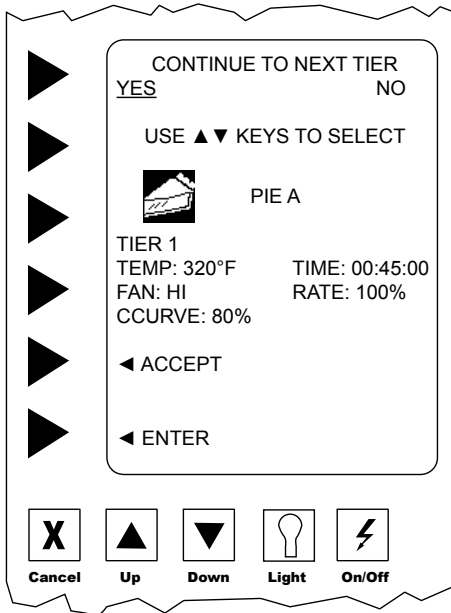 CONTINUE TO NEXT TIER
YES NO
USE ▲▼ KEYS TO SELECT
PIE A
TIER 1
TEMP: 320°F TIME: 00:45:00
FAN: HI RATE: 100%
CCURVE: 80%
◄ ACCEPT
◄ ENTER
X
Cancel Up Down Light On/Off